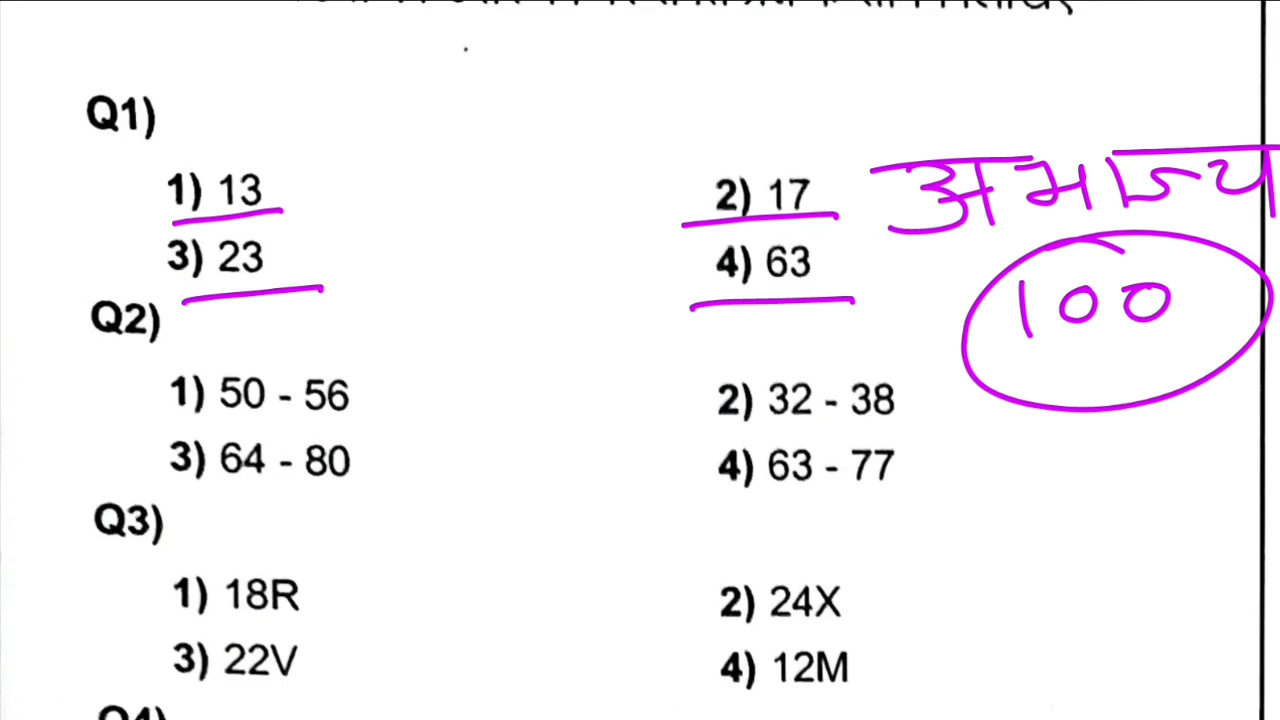 Q1)
1) 13 2) 17 अभाज्य
3) 23 4) 63 100
Q2)
1) 50 - 56 2) 32 - 38
3) 64 - 80 4) 63 - 77
Q3)
1) 18R 2) 24X
3) 22V 4) 12M
Q4)